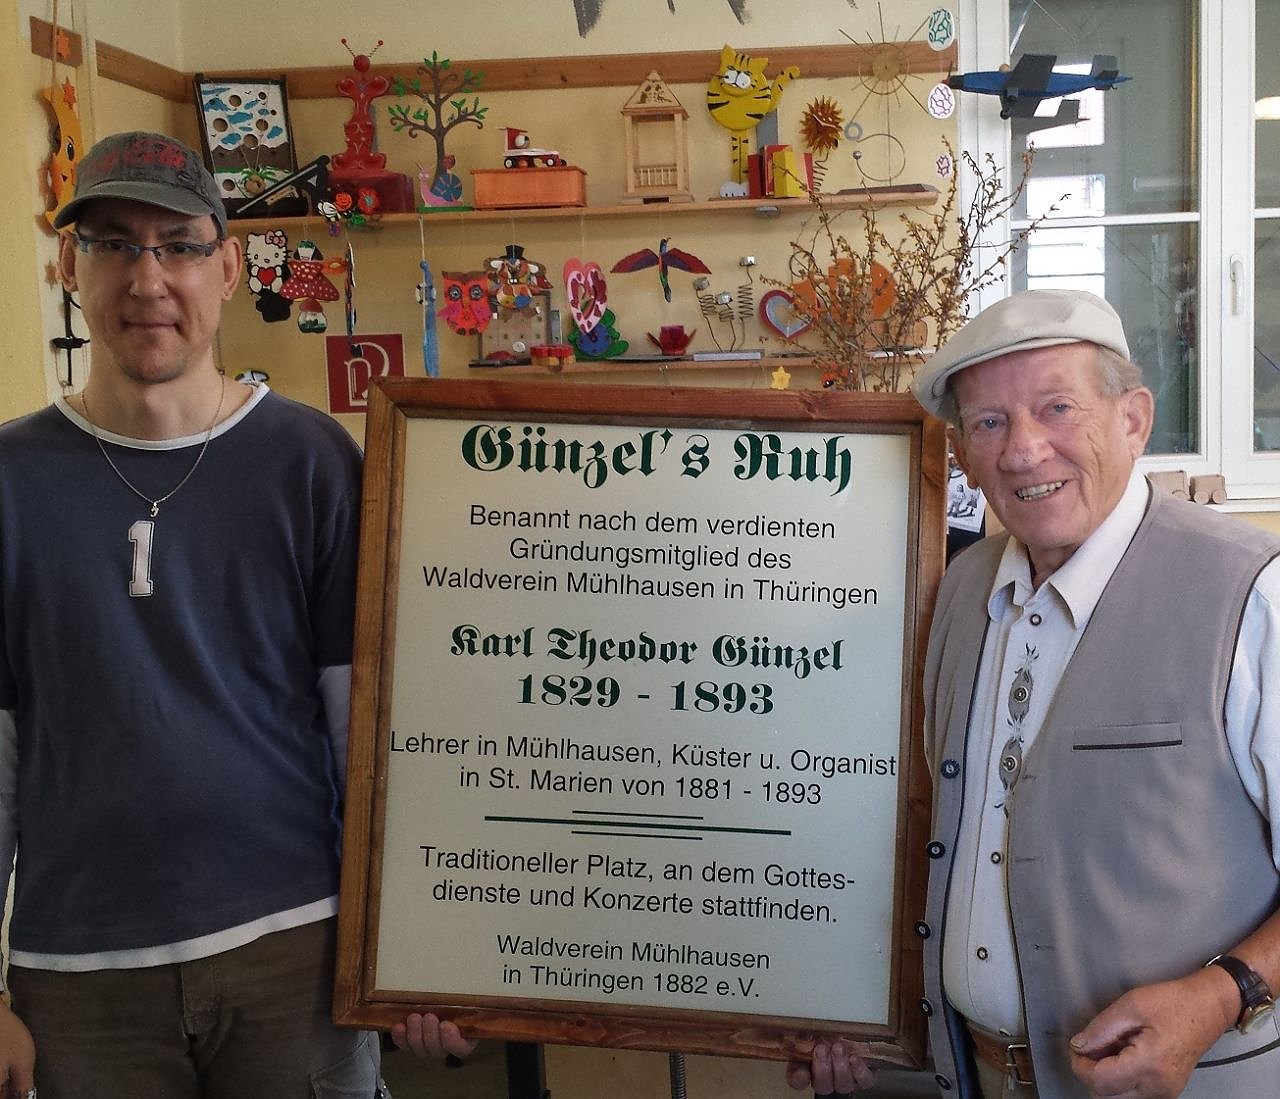 Günzel's Ruh
Benannt nach dem verdienten
Gründungsmitglied des
Waldverein Mühlhausen in Thüringen
Karl Theodor Günzel
1829 - 1893
Lehrer in Mühlhausen, Küster u. Organist
in St. Marien von 1881 - 1893
Traditioneller Platz, an dem Gottes-
dienste und Konzerte stattfinden.
Waldverein Mühlhausen
in Thüringen 1882 e.V.
1